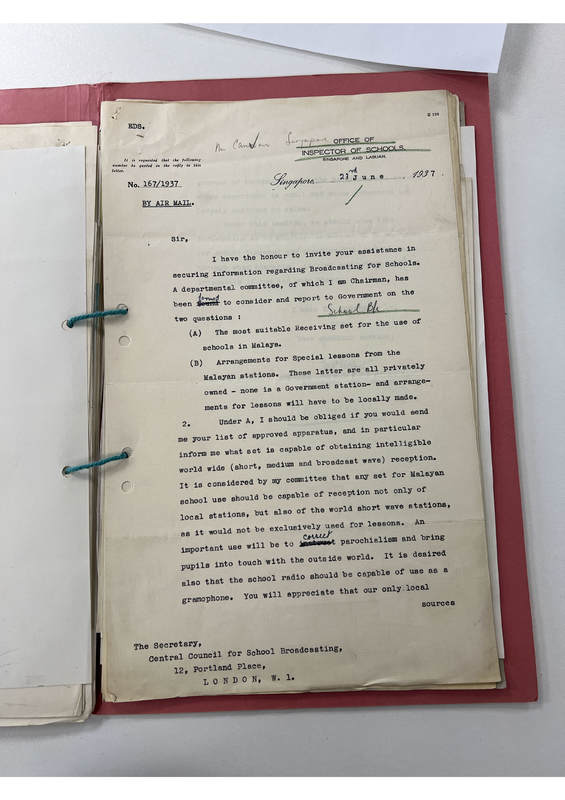 EDS.
E 198
Singapore
OFFICE OF
INSPECTOR OF SCHOOLS.
SINGAPORE AND LABUAN.
It is requested that the following
number be quoted in the reply to this
letter.
No. 167/1937
Singapore, 23rd June 1937
BY AIR MAIL.
Sir,
I have the honour to invite your assistance in
securing information regarding Broadcasting for Schools.
A departmental committee, of which I am Chairman, has
been formed to consider and report to Government on the
two questions :
School
(A) The most suitable Receiving set for the use of
schools in Malaya.
(B) Arrangements for Special lessons from the
Malayan stations. These latter are all privately
owned - none is a Government station- and arrange-
ments for lessons will have to be locally made.
2. Under A, I should be obliged if you would send
me your list of approved apparatus, and in particular
inform me what set is capable of obtaining intelligible
world wide (short, medium and broadcast wave) reception.
It is considered by my committee that any set for Malayan
school use should be capable of reception not only of
local stations, but also of the world short wave stations,
as it would not be exclusively used for lessons. An
important use will be to correct parochialism and bring
pupils into touch with the outside world. It is desired
also that the school radio should be capable of use as a
gramophone. You will appreciate that our only local
sources
The Secretary,
Central Council for School Broadcasting,
12, Portland Place,
LONDON, W. 1.